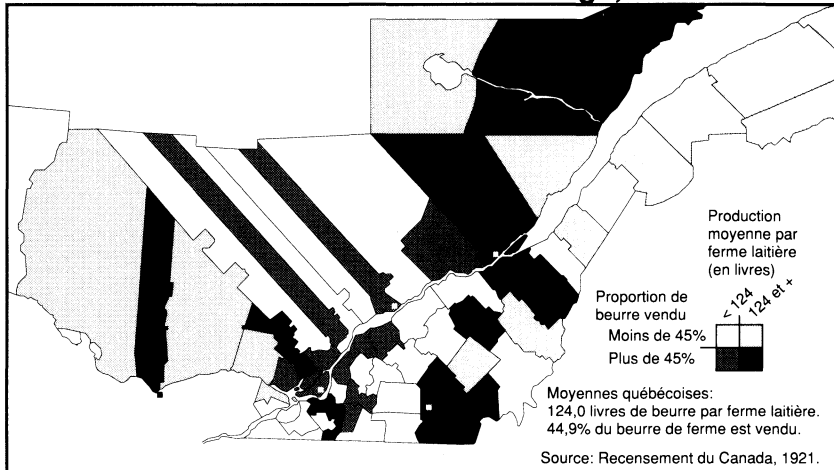 Production
moyenne par
ferme laitière
(en livres)
< 124
124 et +
Proportion de
beurre vendu
Moins de 45%
Plus de 45%
Moyennes québécoises:
124,0 livres de beurre par ferme laitière.
44,9% du beurre de ferme est vendu.
Source: Recensement du Canada, 1921.